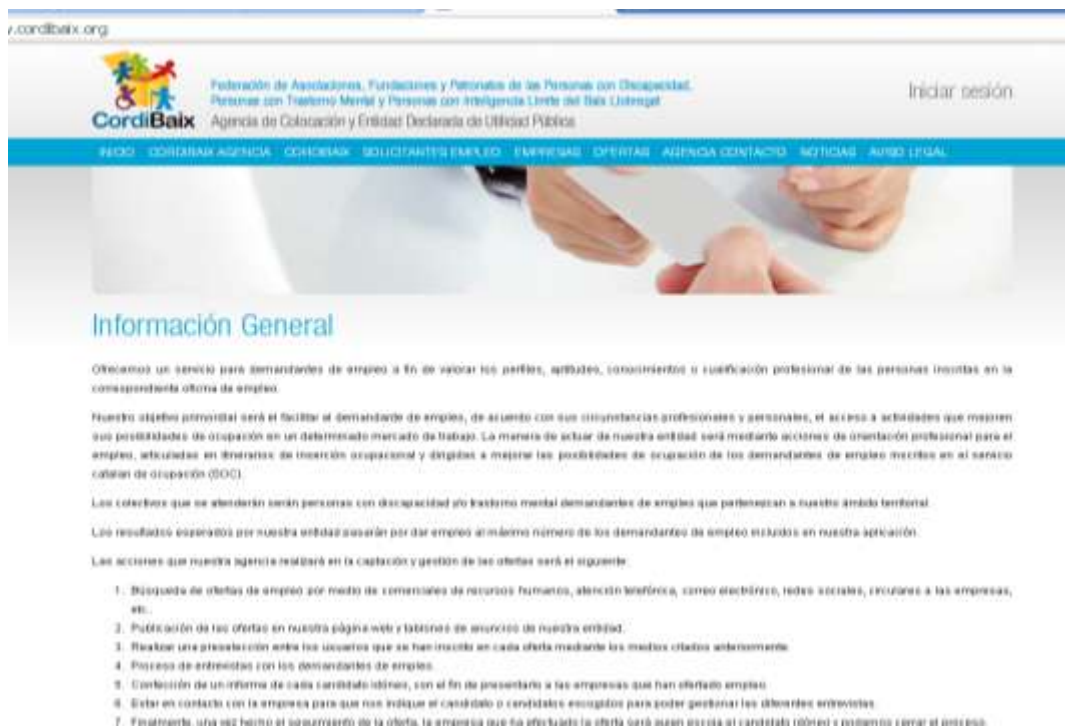 .cordibaix.org
Federación de Asociaciones, Fundaciones y Patronatos de las Personas con Discapacidad,
Personas con Trastorno Mental y Personas con Inteligencia Límite del Baix Llobregat
Iniciar sesión
CordiBaix
Agencia de Colocación y Entidad Declarada de Utilidad Pública
INICIO CORDIBAIX AGENCIA CORDIBAIX SOLICITANTES EMPLEO EMPRESAS OFERTAS AGENCIA CONTACTO NOTICIAS AVISO LEGAL
Información General
Ofrecemos un servicio para demandantes de empleo a fin de valorar los perfiles, aptitudes, conocimientos o cualificación profesional de las personas inscritas en la
correspondiente oficina de empleo.
Nuestro objetivo primordial será el facilitar al demandante de empleo, de acuerdo con sus circunstancias profesionales y personales, el acceso a actividades que mejoren
sus posibilidades de ocupación en un determinado mercado de trabajo. La manera de actuar de nuestra entidad será mediante acciones de orientación profesional para el
empleo, articuladas en itinerarios de inserción ocupacional y dirigidas a mejorar las posibilidades de ocupación de los demandantes de empleo inscritos en el servicio
catalan de ocupación (SOC).
Los colectivos que se atenderán serán personas con discapacidad y/o trastorno mental demandantes de empleo que pertenezcan a nuestro ámbito territorial.
Los resultados esperados por nuestra entidad pasarán por dar empleo al máximo número de los demandantes de empleo incluidos en nuestra aplicación.
Las acciones que nuestra agencia realizará en la captación y gestión de las ofertas será el siguiente:
1. Búsqueda de ofertas de empleo por medio de comerciales de recursos humanos, atención telefónica, correo electrónico, redes sociales, circulares a las empresas,
etc..
2. Publicación de las ofertas en nuestra página web y tablones de anuncios de nuestra entidad.
3. Realizar una preselección entre los usuarios que se han inscrito en cada oferta mediante los medios citados anteriormente.
4. Proceso de entrevistas con los demandantes de empleo.
5. Confección de un informe de cada candidato idóneo, con el fin de presentarlo a las empresas que han ofertado empleo.
6. Estar en contacto con la empresa para que nos indique el candidato o candidatos escogidos para poder gestionar las diferentes entrevistas.
7. Finalmente, una vez hecho el seguimiento de la oferta, la empresa que ha efectuado la oferta será quien escoja al candidato idóneo y podamos cerrar el proceso.